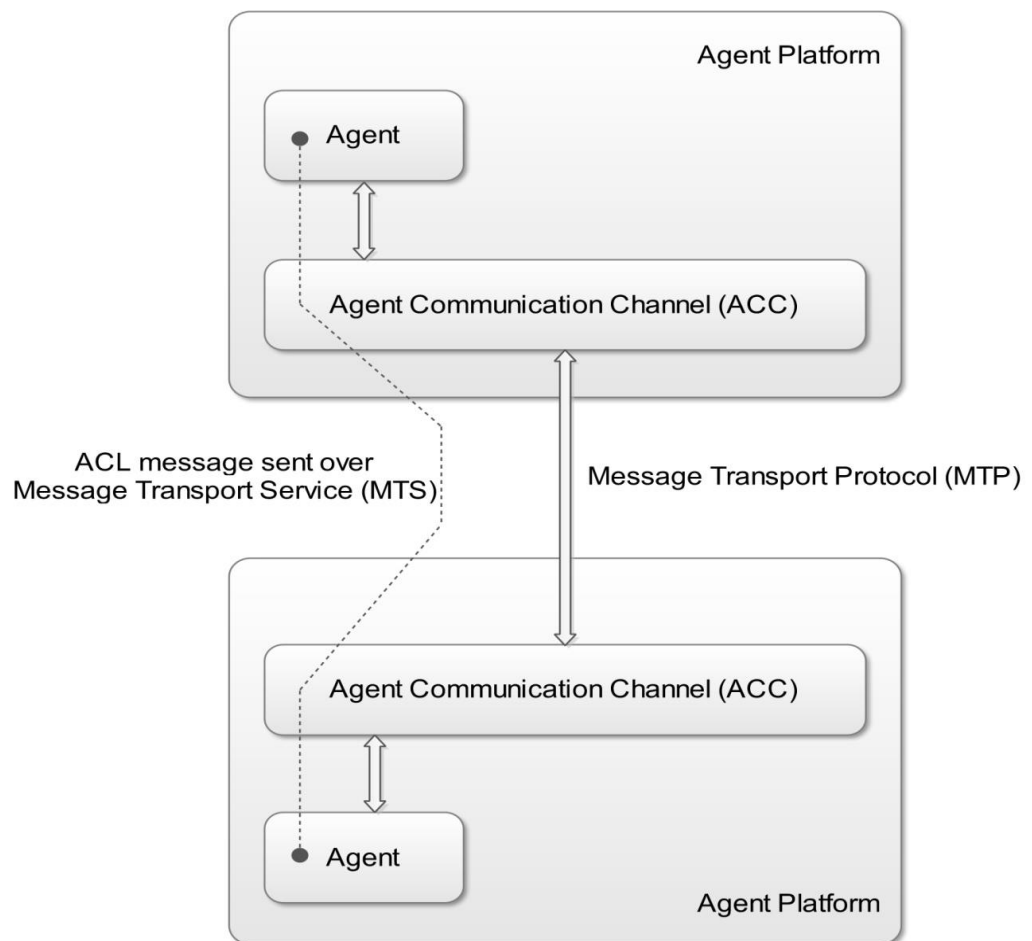 Agent Platform
Agent
Agent Communication Channel (ACC)
ACL message sent over
Message Transport Service (MTS)
Message Transport Protocol (MTP)
Agent Communication Channel (ACC)
Agent
Agent Platform